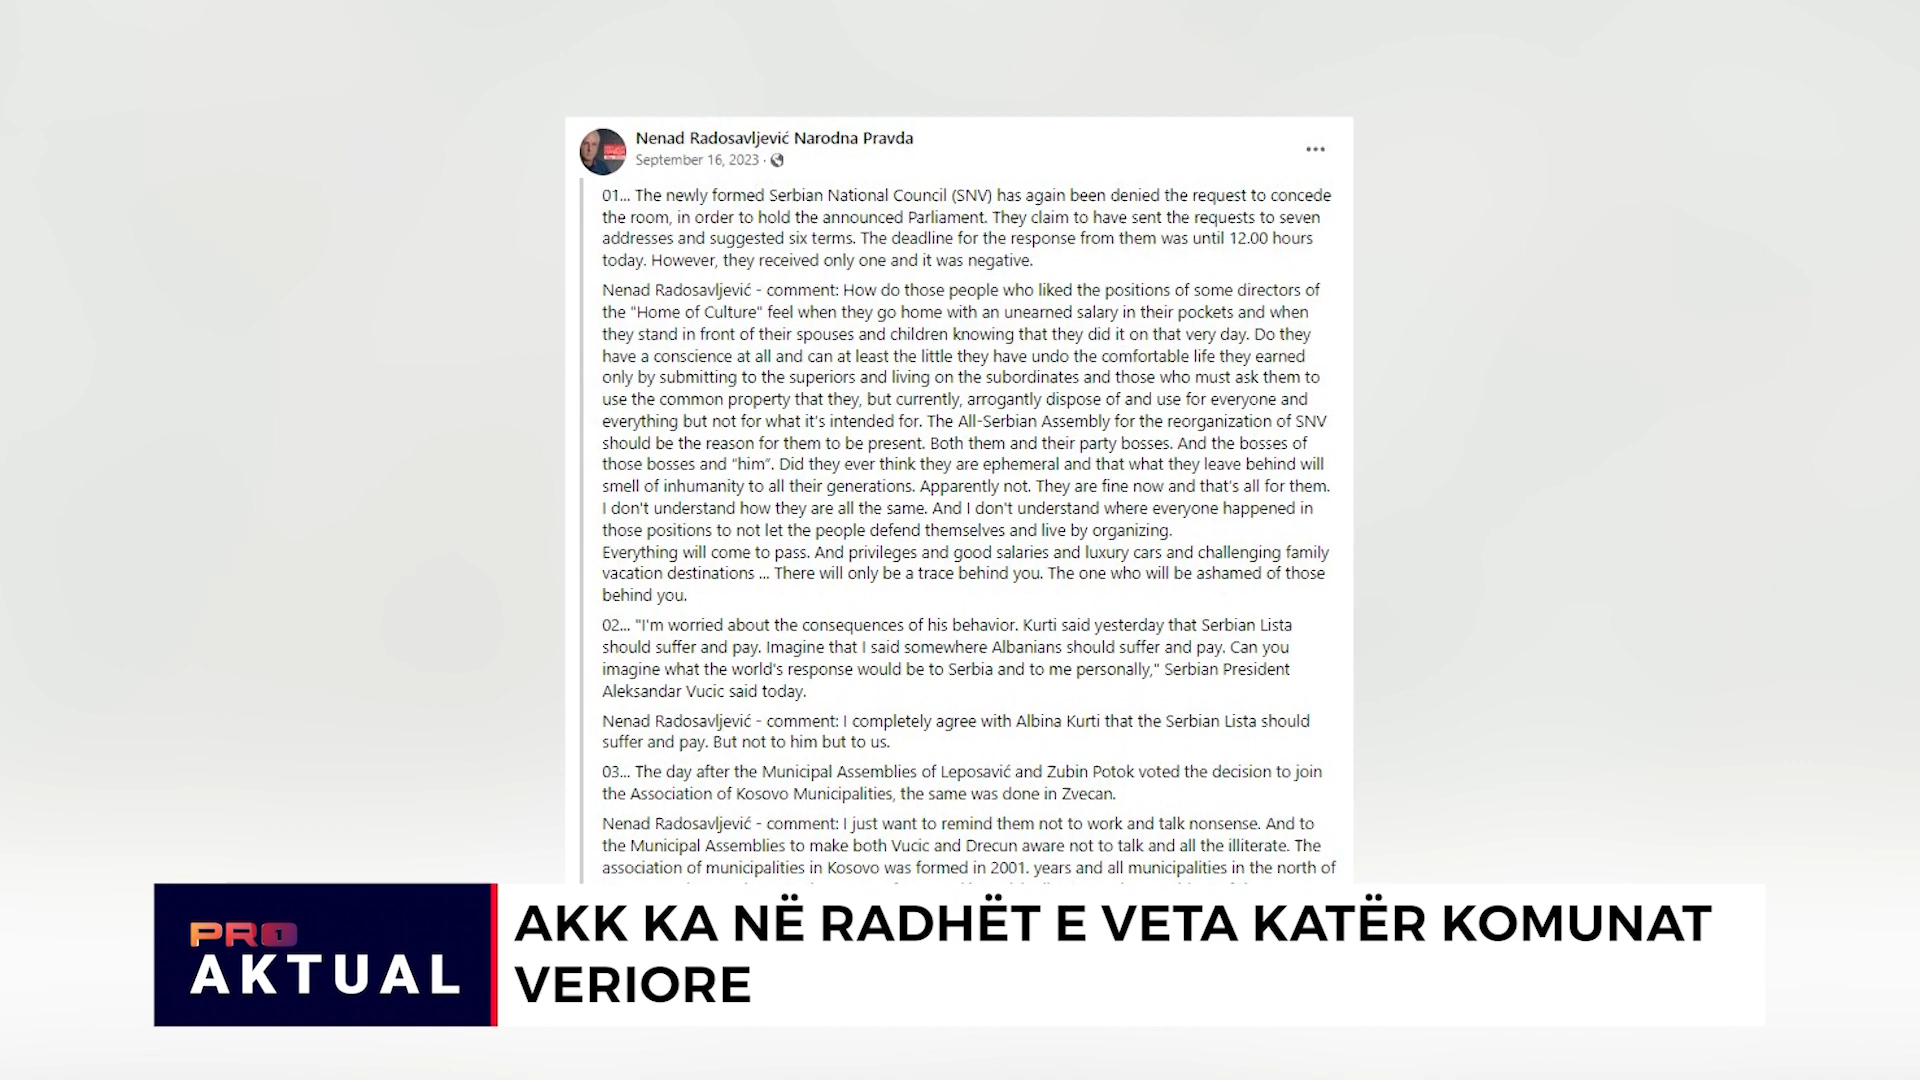 Nenad Radosavljević Narodna Pravda
September 16, 2023 ·
01... The newly formed Serbian National Council (SNV) has again been denied the request to concede
the room, in order to hold the announced Parliament. They claim to have sent the requests to seven
addresses and suggested six terms. The deadline for the response from them was until 12.00 hours
today. However, they received only one and it was negative.
Nenad Radosavljević - comment: How do those people who liked the positions of some directors of
the "Home of Culture" feel when they go home with an unearned salary in their pockets and when
they stand in front of their spouses and children knowing that they did it on that very day. Do they
have a conscience at all and can at least the little they have undo the comfortable life they earned
only by submitting to the superiors and living on the subordinates and those who must ask them to
use the common property that they, but currently, arrogantly dispose of and use for everyone and
everything but not for what it's intended for. The All-Serbian Assembly for the reorganization of SNV
should be the reason for them to be present. Both them and their party bosses. And the bosses of
those bosses and "him". Did they ever think they are ephemeral and that what they leave behind will
smell of inhumanity to all their generations. Apparently not. They are fine now and that's all for them.
I don't understand how they are all the same. And I don't understand where everyone happened in
those positions to not let the people defend themselves and live by organizing.
Everything will come to pass. And privileges and good salaries and luxury cars and challenging family
vacation destinations ... There will only be a trace behind you. The one who will be ashamed of those
behind you.
02... "I'm worried about the consequences of his behavior. Kurti said yesterday that Serbian Lista
should suffer and pay. Imagine that I said somewhere Albanians should suffer and pay. Can you
imagine what the world's response would be to Serbia and to me personally," Serbian President
Aleksandar Vucic said today.
Nenad Radosavljević - comment: I completely agree with Albina Kurti that the Serbian Lista should
suffer and pay. But not to him but to us.
03... The day after the Municipal Assemblies of Leposavić and Zubin Potok voted the decision to join
the Association of Kosovo Municipalities, the same was done in Zvecan.
Nenad Radosavljević - comment: I just want to remind them not to work and talk nonsense. And to
the Municipal Assemblies to make both Vucic and Drecun aware not to talk and all the illiterate. The
association of municipalities in Kosovo was formed in 2001. years and all municipalities in the north of
PRO 1
AKTUAL
AKK KA NË RADHËT E VETA KATËR KOMUNAT
VERIORE